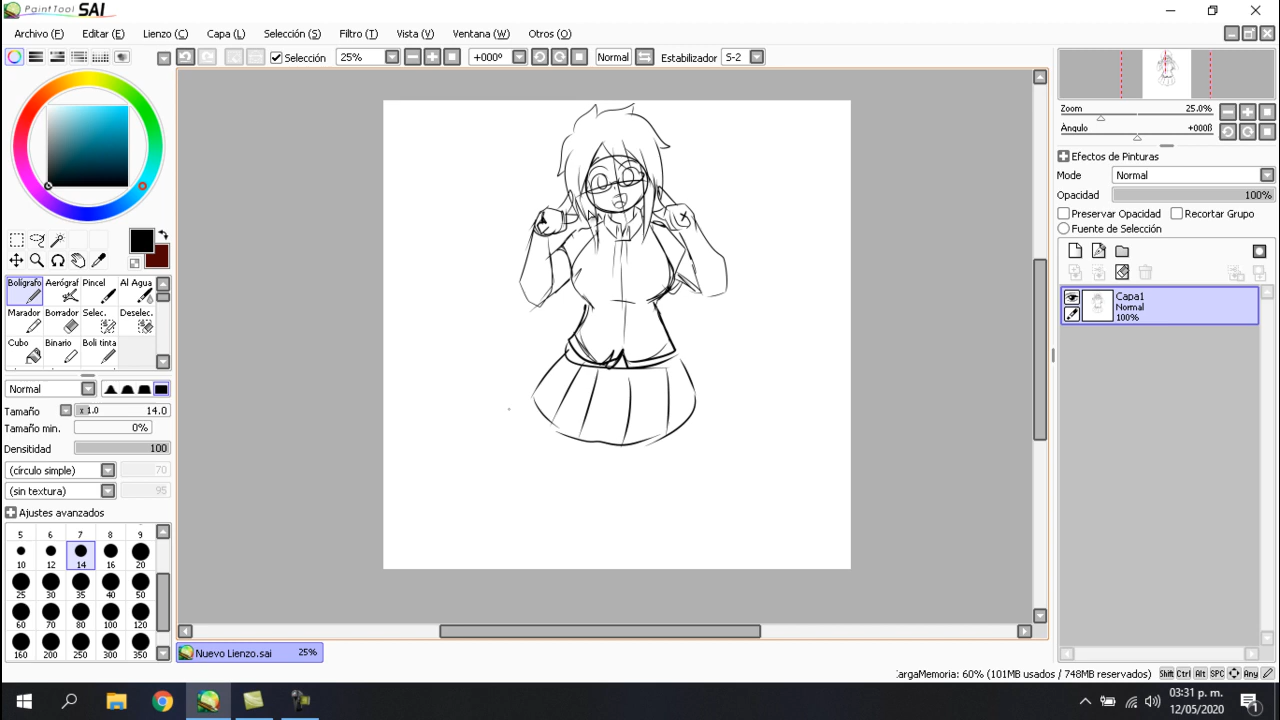 PaintTool SAI
Archivo (F) Editar (E) Lienzo (C) Capa (L) Selección (S) Filtro (T) Vista (V) Ventana (W) Otros (O)
Selección 25% +000º Normal Estabilizador S-2
Zoom 25.0%
Àngulo +000ß
Efectos de Pinturas
Mode Normal
Opacidad 100%
Preservar Opacidad Recortar Grupo
Fuente de Selección
Capa1
Normal
100%
Bolígrafo Aerógraf Pincel Al Agua
Marador Borrador Selec. Deselec.
Cubo Binario Boli tinta
Normal
Tamaño x 1.0 14.0
Tamaño min. 0%
Densitidad 100
(círculo simple) 70
(sin textura) 95
Ajustes avanzados
5 6 7 8 9
10 12 14 16 20
25 30 35 40 50
60 70 80 100 120
160 200 250 300 350
Nuevo Lienzo.sai 25%
argaMemoria: 60% (101MB usados / 748MB reservados) Shift Ctrl Alt SPC Any
03:31 p. m.
12/05/2020
1